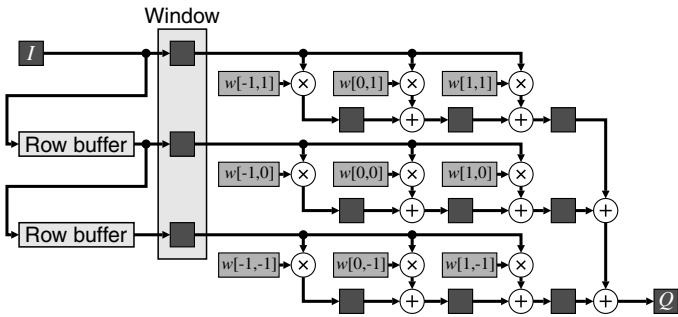 Window
I
w[-1,1] w[0,1] w[1,1]
Row buffer
w[-1,0] w[0,0] w[1,0]
Row buffer
w[-1,-1] w[0,-1] w[1,-1]
Q